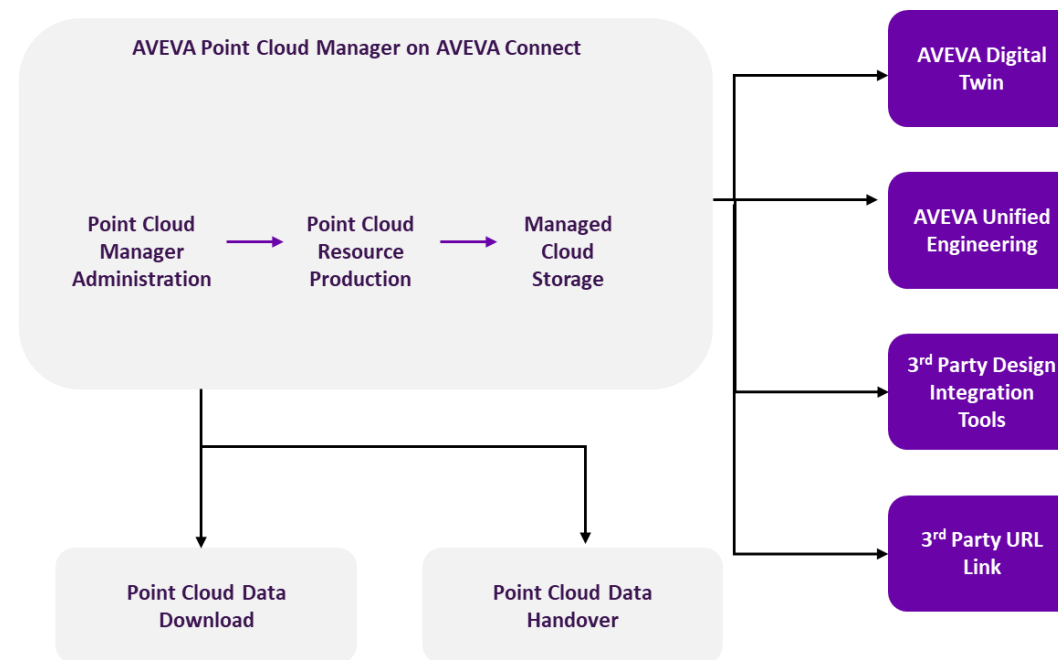 AVEVA Point Cloud Manager on AVEVA Connect
Point Cloud
Manager
Administration
Point Cloud
Resource
Production
Managed
Cloud
Storage
AVEVA Digital
Twin
AVEVA Unified
Engineering
3rd Party Design
Integration
Tools
3rd Party URL
Link
Point Cloud Data
Download
Point Cloud Data
Handover